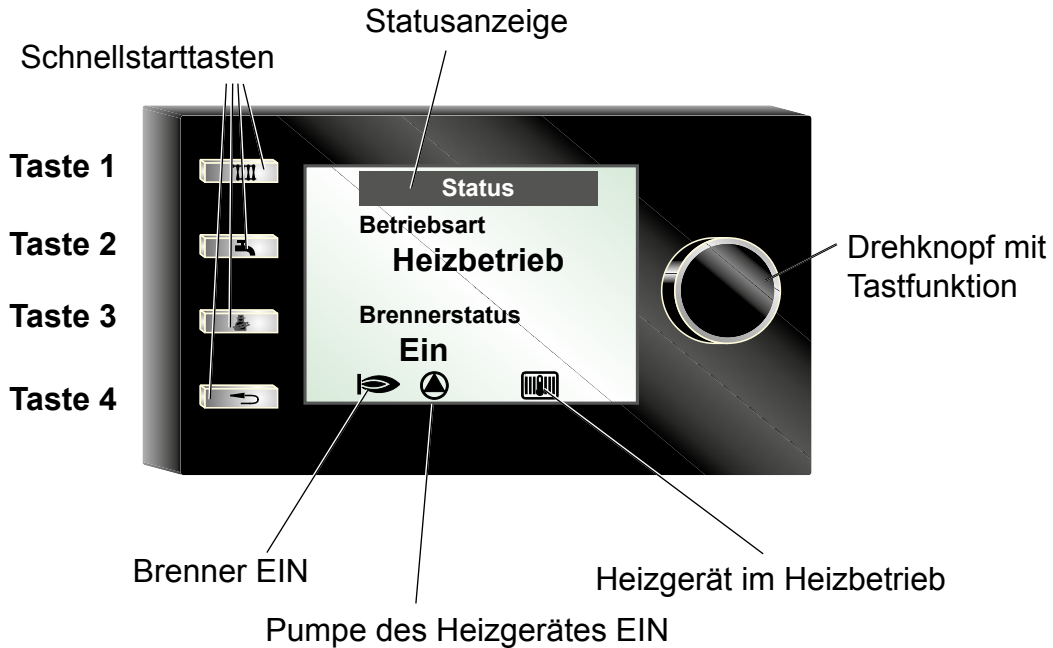 Statusanzeige
Schnellstarttasten
Taste 1
Taste 2
Taste 3
Taste 4
Status
Betriebsart
Heizbetrieb
Brennerstatus
Ein
Drehknopf mit
Tastfunktion
Brenner EIN
Heizgerät im Heizbetrieb
Pumpe des Heizgerätes EIN